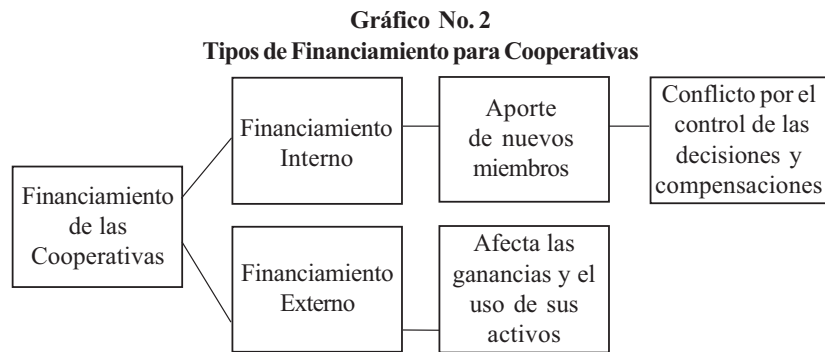 Gráfico No. 2
Tipos de Financiamiento para Cooperativas
Financiamiento
de las
Cooperativas
Financiamiento
Interno
Aporte
de nuevos
miembros
Conflicto por el
control de las
decisiones y
compensaciones
Financiamiento
Externo
Afecta las
ganancias y el
uso de sus
activos